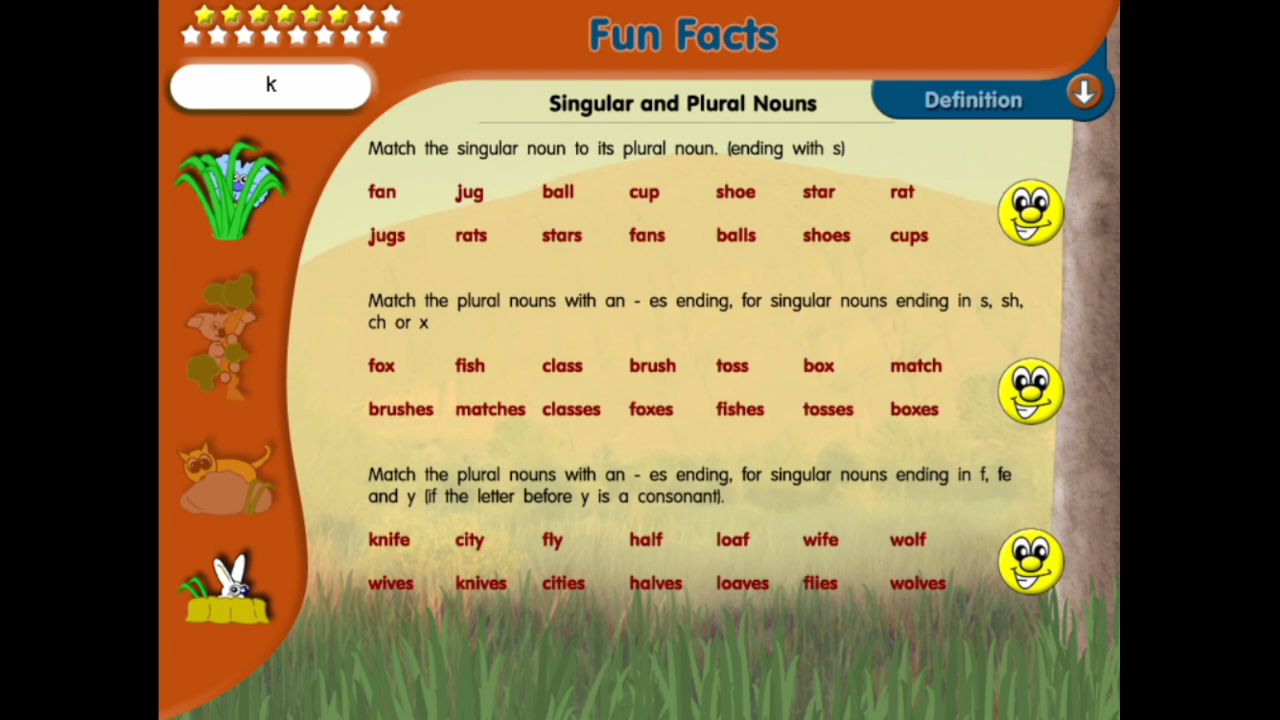 Fun Facts
k
Singular and Plural Nouns
Definition
Match the singular noun to its plural noun. (ending with s)
fan jug ball cup shoe star rat
jugs rats stars fans balls shoes cups
Match the plural nouns with an - es ending, for singular nouns ending in s, sh,
ch or x
fox fish class brush toss box match
brushes matches classes foxes fishes tosses boxes
Match the plural nouns with an - es ending, for singular nouns ending in f, fe
and y (if the letter before y is a consonant).
knife city fly half loaf wife wolf
wives knives cities halves loaves flies wolves